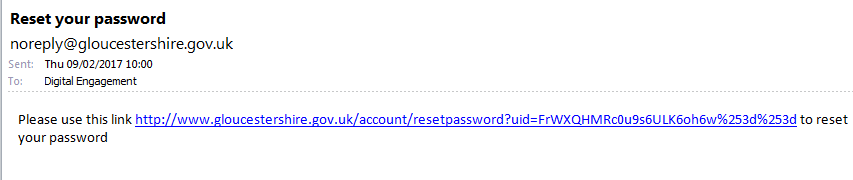 Reset your password
noreply@gloucestershire.gov.uk
Sent: Thu 09/02/2017 10:00
To: Digital Engagement
Please use this link http://www.gloucestershire.gov.uk/account/resetpassword?uid=FrWXQHMRc0u9s6ULK6oh6w%253d%253d to reset
your password